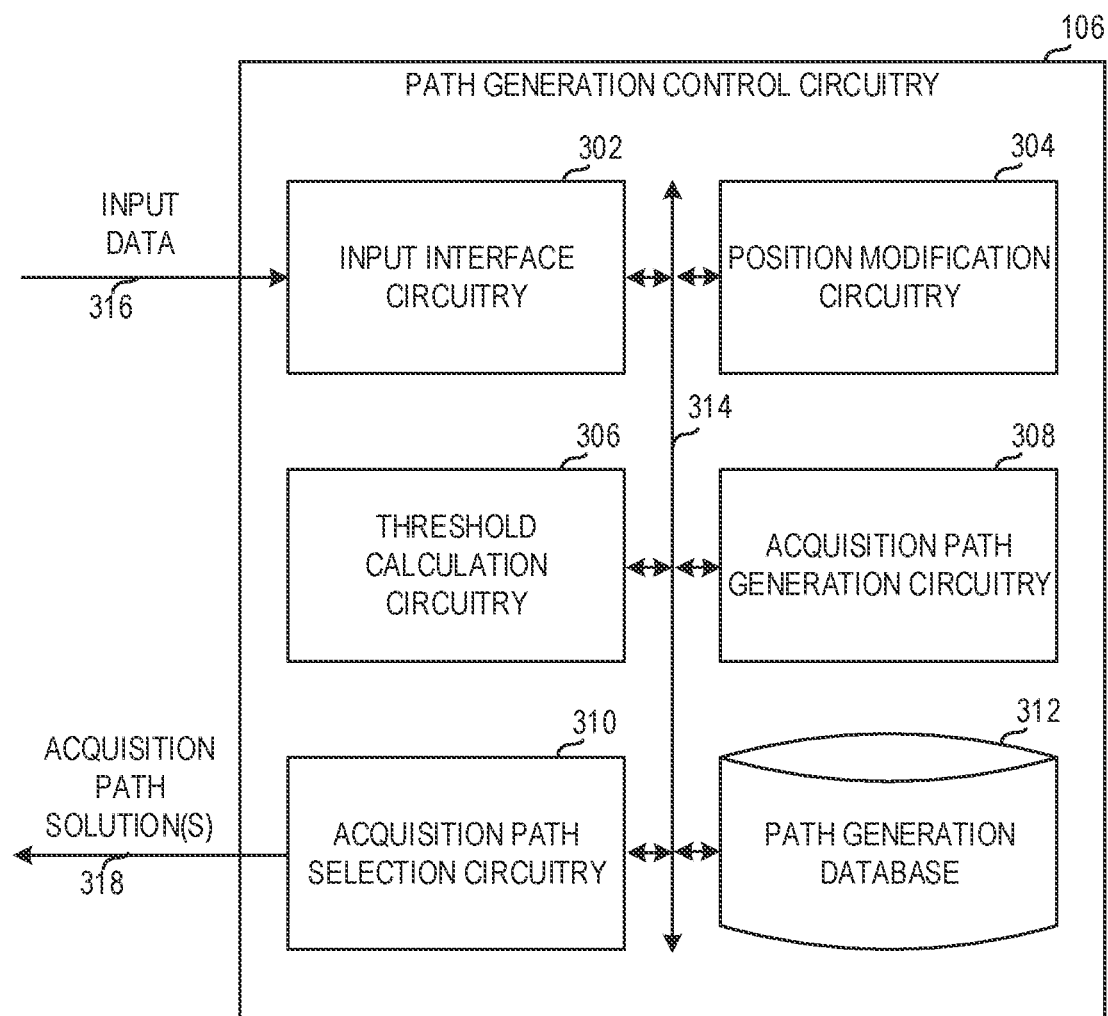 106
PATH GENERATION CONTROL CIRCUITRY
302
304
INPUT
DATA
316
INPUT INTERFACE
CIRCUITRY
POSITION MODIFICATION
CIRCUITRY
314
306
308
THRESHOLD
CALCULATION
CIRCUITRY
ACQUISITION PATH
GENERATION CIRCUITRY
310
312
ACQUISITION
PATH
SOLUTION(S)
318
ACQUISITION PATH
SELECTION CIRCUITRY
PATH GENERATION
DATABASE